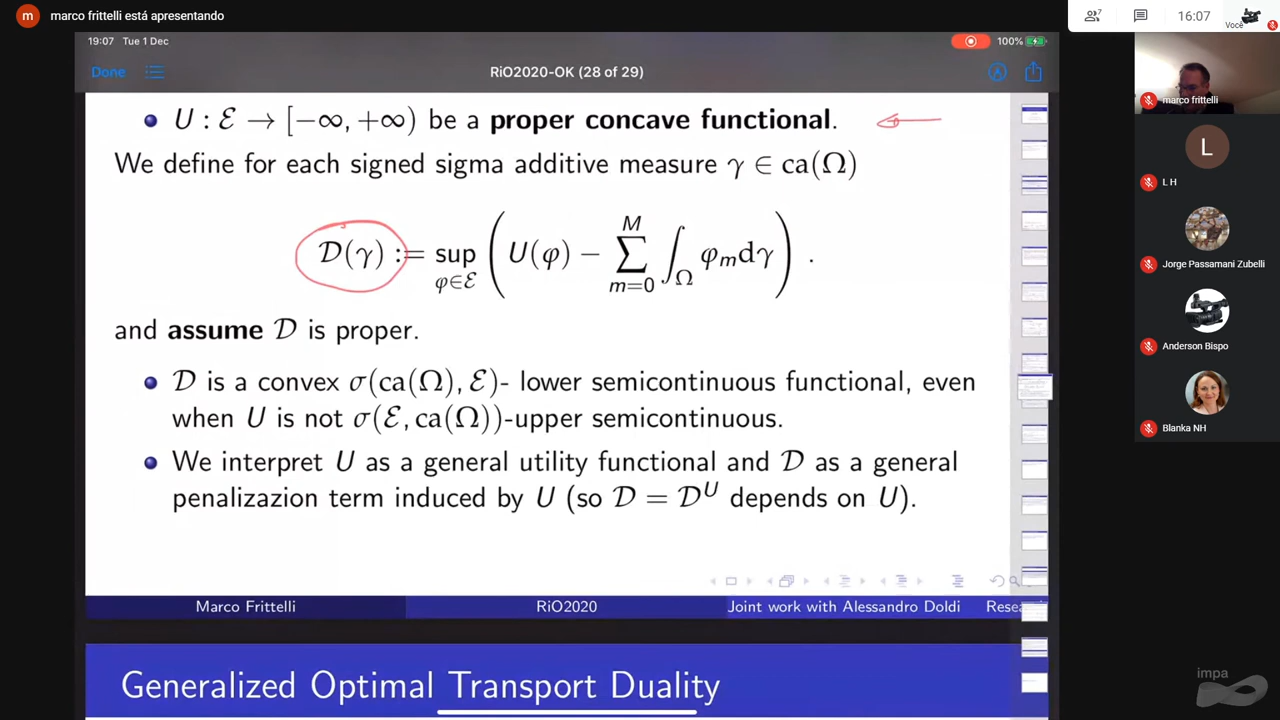 m marco frittelli está apresentando
7 16:07 Você
19:07 Tue 1 Dec 100%
Done RiO2020-OK (28 of 29)
U : ℰ → [−∞, +∞) be a proper concave functional.
We define for each signed sigma additive measure γ ∈ ca(Ω)
𝒟(γ) := sup_{φ∈ℰ} ( U(φ) − ∑_{m=0}^{M} ∫_Ω φ_m dγ ) .
and assume 𝒟 is proper.
𝒟 is a convex σ(ca(Ω), ℰ)- lower semicontinuous functional, even
when U is not σ(ℰ, ca(Ω))-upper semicontinuous.
We interpret U as a general utility functional and 𝒟 as a general
penalizazion term induced by U (so 𝒟 = 𝒟^U depends on U).
Marco Frittelli RiO2020 Joint work with Alessandro Doldi Resea
Generalized Optimal Transport Duality
marco frittelli
L
L H
Jorge Passamani Zubelli
Anderson Bispo
Blanka NH
impa